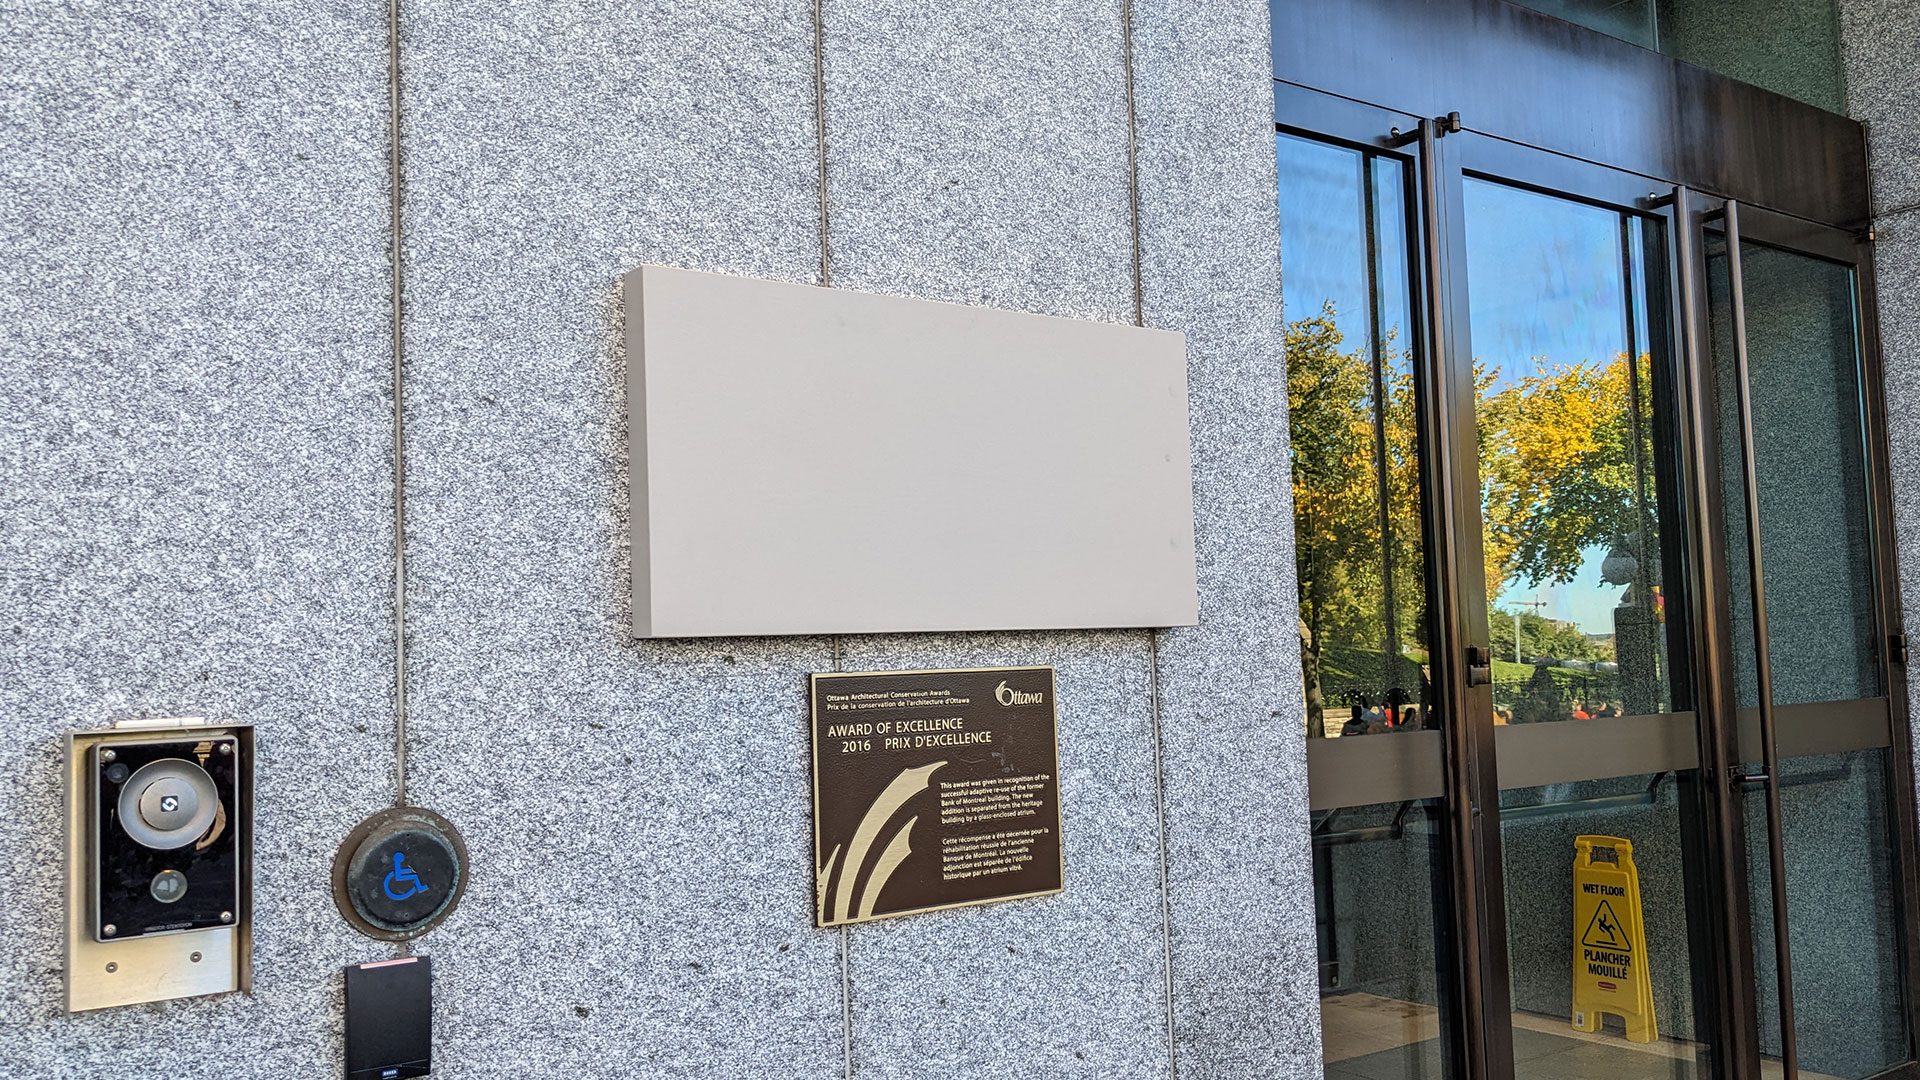 Ottawa Architectural Conservation Awards
Prix de la conservation de l'architecture d'Ottawa
Ottawa
AWARD OF EXCELLENCE
2016 PRIX D'EXCELLENCE
This award was given in recognition of the
successful adaptive re-use of the former
Bank of Montreal building. The new
addition is separated from the heritage
building by a glass-enclosed atrium.
Cette récompense a été décernée pour la
réhabilitation réussie de l'ancienne
Banque de Montréal. La nouvelle
adjonction est séparée de l'édifice
historique par un atrium vitré.
WET FLOOR
PLANCHER
MOUILLÉ